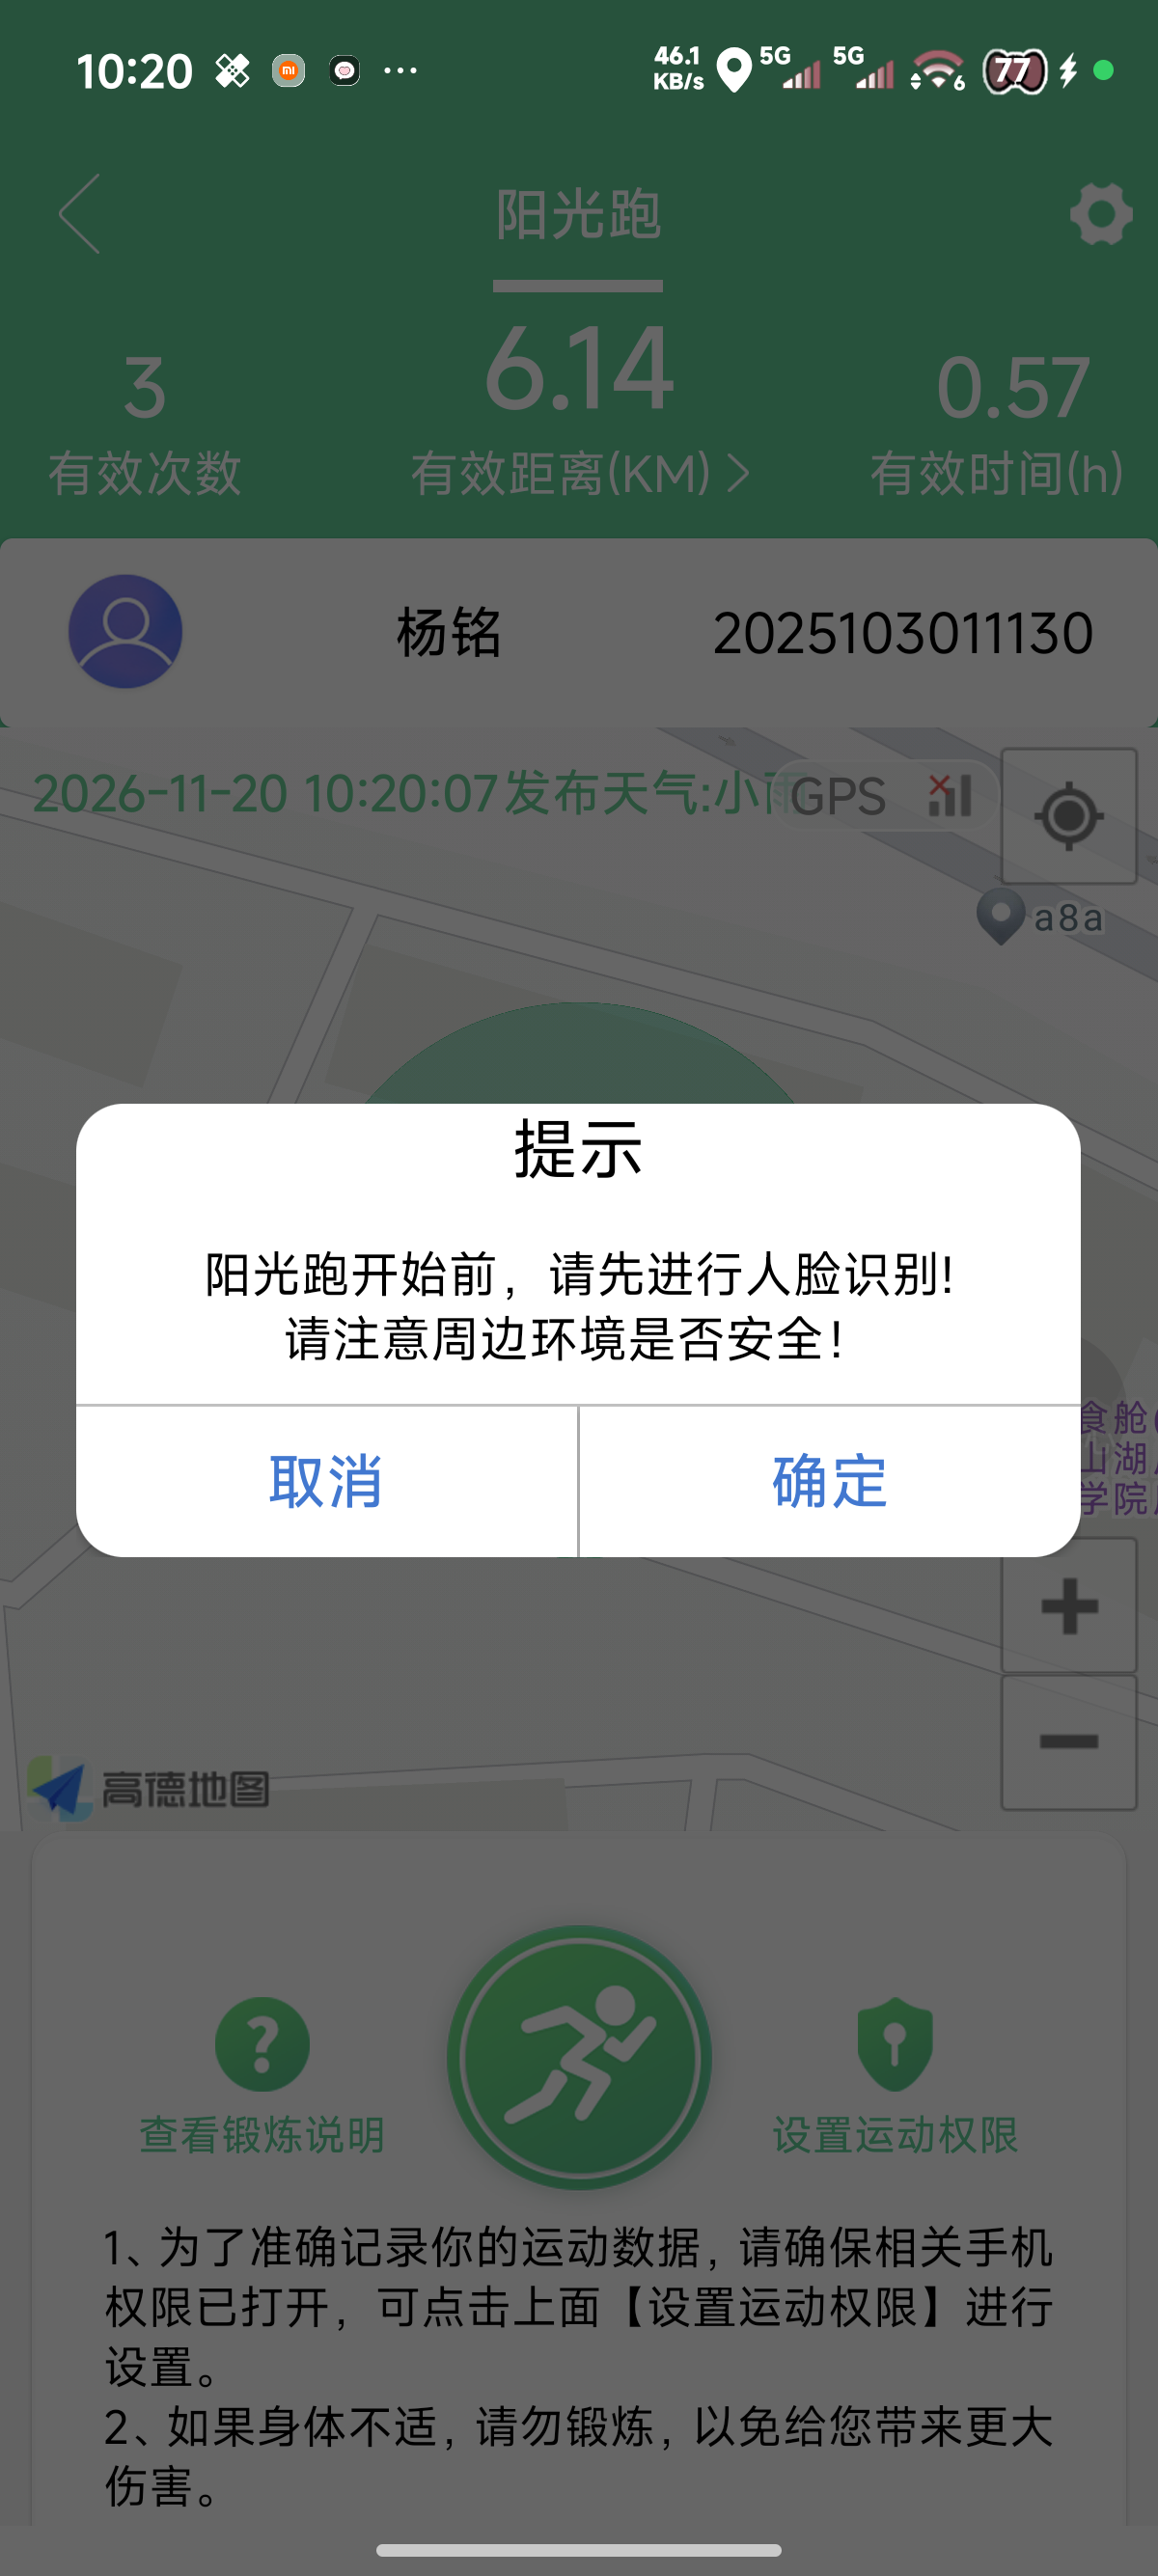 10:20
46.1 KB/s
5G
5G
6
77
阳光跑
3
6.14
0.57
有效次数
有效距离(KM)
有效时间(h)
杨铭
2025103011130
2026-11-20 10:20:07发布天气:小雨
GPS
a8a
提示
阳光跑开始前，请先进行人脸识别!
请注意周边环境是否安全！
取消
确定
食舱
山湖
学院
高德地图
查看锻炼说明
设置运动权限
1、为了准确记录你的运动数据，请确保相关手机
权限已打开，可点击上面【设置运动权限】进行
设置。
2、如果身体不适，请勿锻炼，以免给您带来更大
伤害。